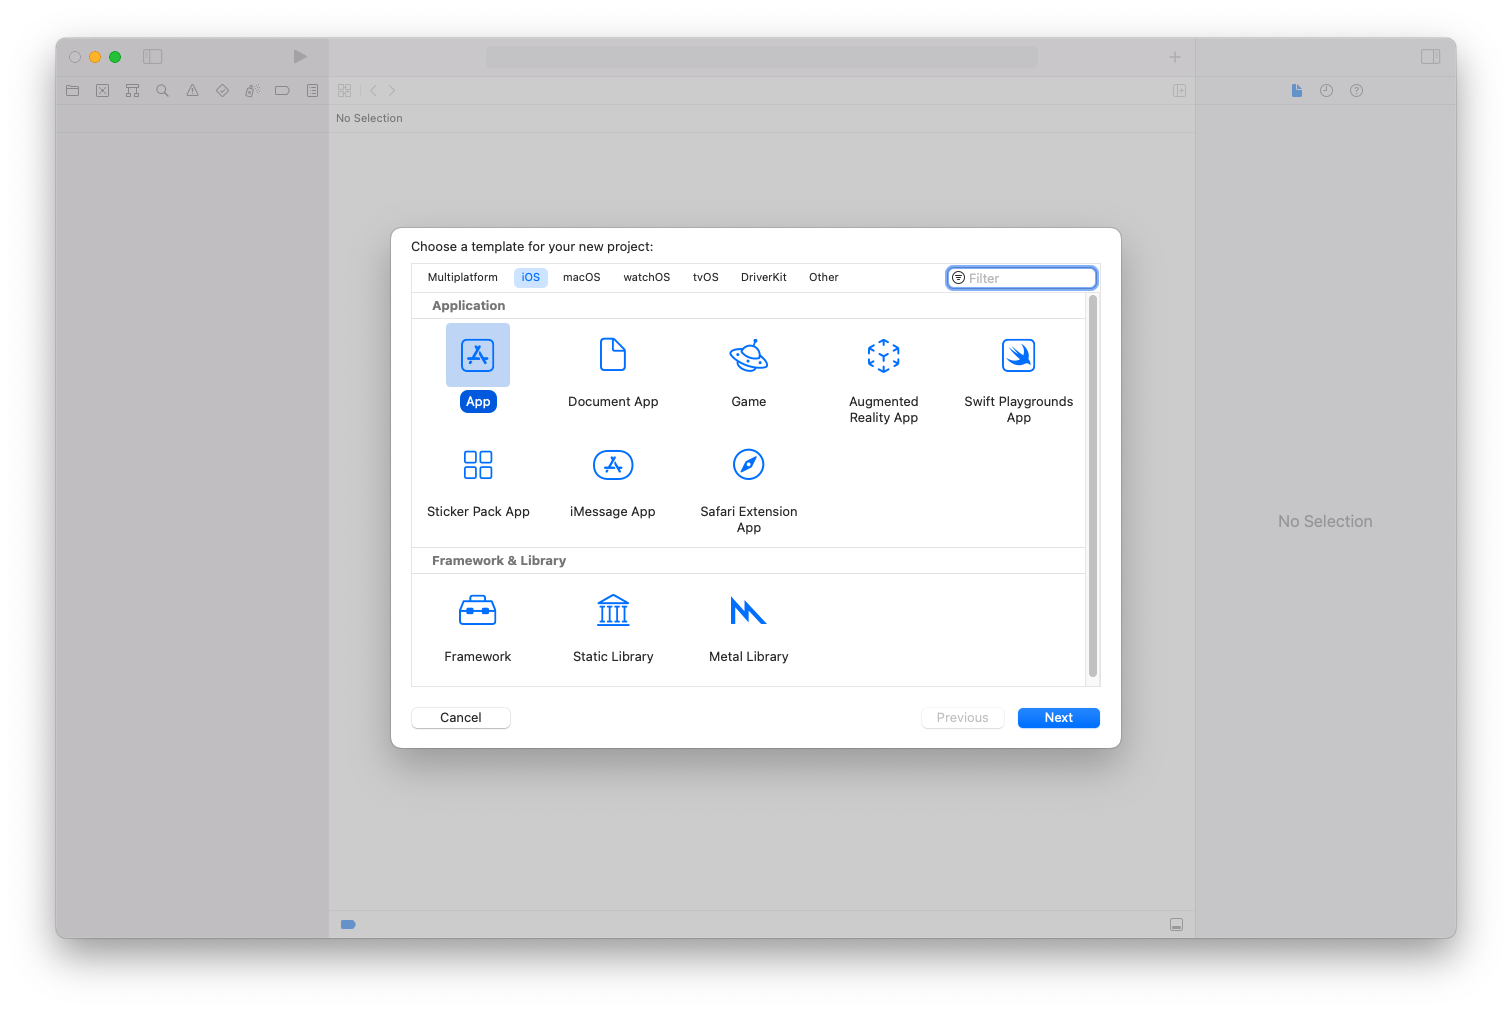 No Selection
Choose a template for your new project:
Multiplatform iOS macOS watchOS tvOS DriverKit Other Filter
Application
App Document App Game Augmented Reality App Swift Playgrounds App
Sticker Pack App iMessage App Safari Extension App
No Selection
Framework & Library
Framework Static Library Metal Library
Cancel Previous Next